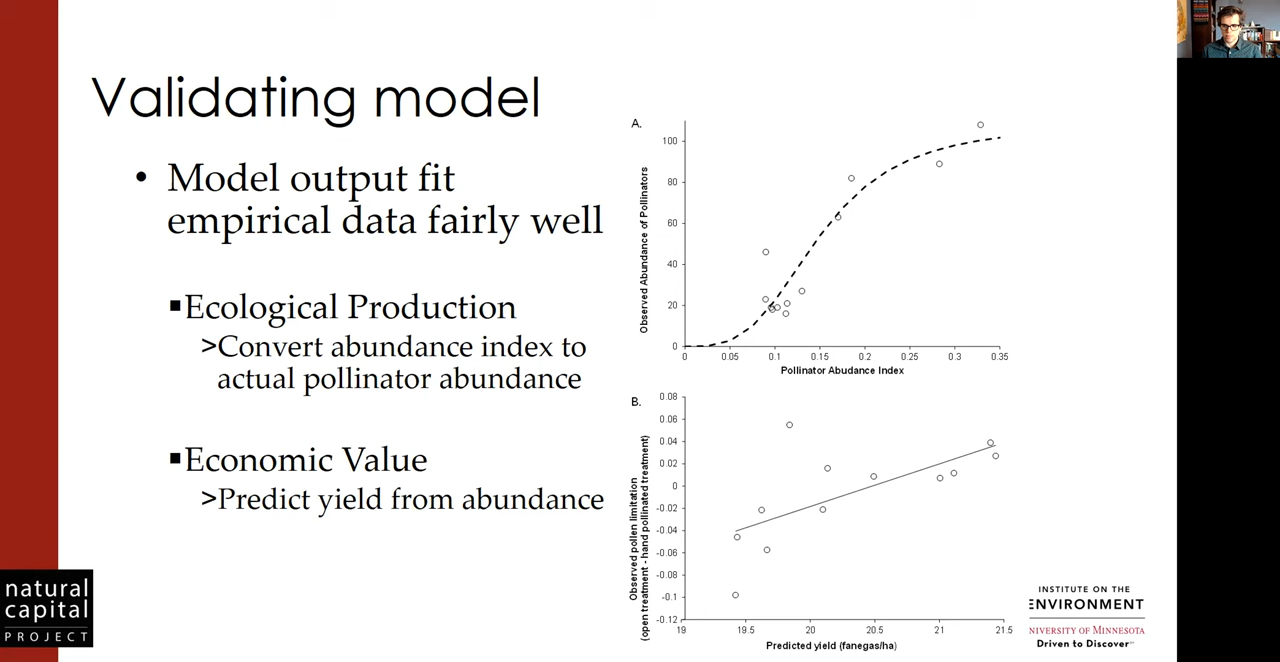 Validating model
• Model output fit
empirical data fairly well
▪Ecological Production
>Convert abundance index to
actual pollinator abundance
▪Economic Value
>Predict yield from abundance
A.
Observed Abundance of Pollinators
100
80
60
40
20
0
0 0.05 0.1 0.15 0.2 0.25 0.3 0.35
Pollinator Abudance Index
B.
Observed pollen limitation
(open treatment - hand pollinated treatment)
0.08
0.06
0.04
0.02
0
-0.02
-0.04
-0.06
-0.08
-0.1
-0.12
19 19.5 20 20.5 21 21.5
Predicted yield (fanegas/ha)
natural
capital
PROJECT
INSTITUTE ON THE
ENVIRONMENT
NIVERSITY OF MINNESOTA
Driven to Discover